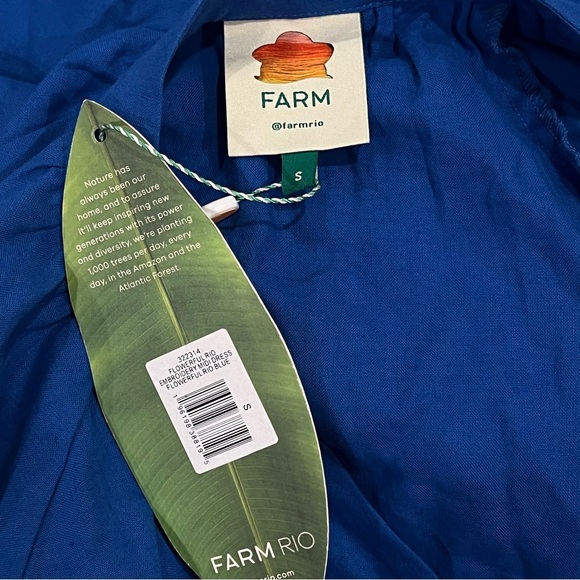 FARM
@farmrio
S
Nature has
always been our
home, and to assure
it'll keep inspiring new
generations with its power
and diversity, we're planting
1,000 trees per day, every
day, in the Amazon and the
Atlantic Forest.
322314
FLOWERFUL RIO
EMBROIDERY MIDI DRESS
FLOWERFUL RIO BLUE
S
FARM RIO